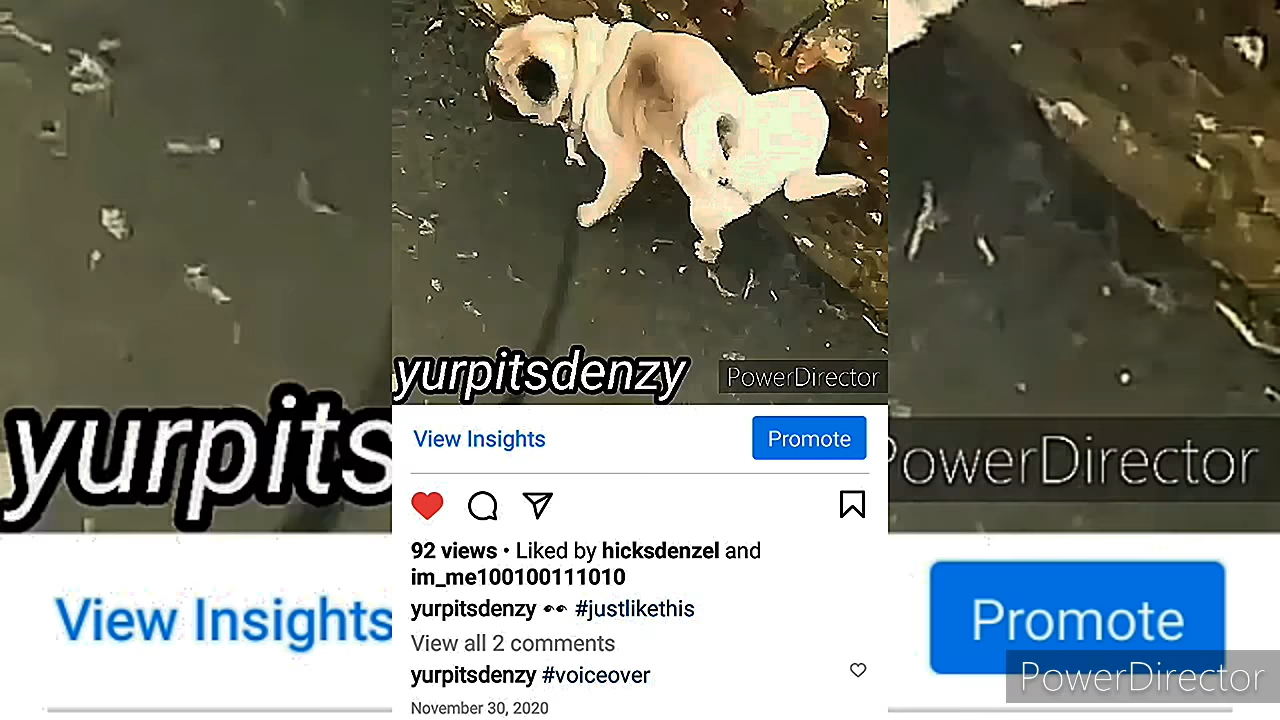 yurpitsdenzy
PowerDirector
View Insights
Promote
92 views • Liked by hicksdenzel and
im_me100100111010
yurpitsdenzy 👀 #justlikethis
View all 2 comments
yurpitsdenzy #voiceover
November 30, 2020
yurpits
PowerDirector
View Insights
Promote
PowerDirector